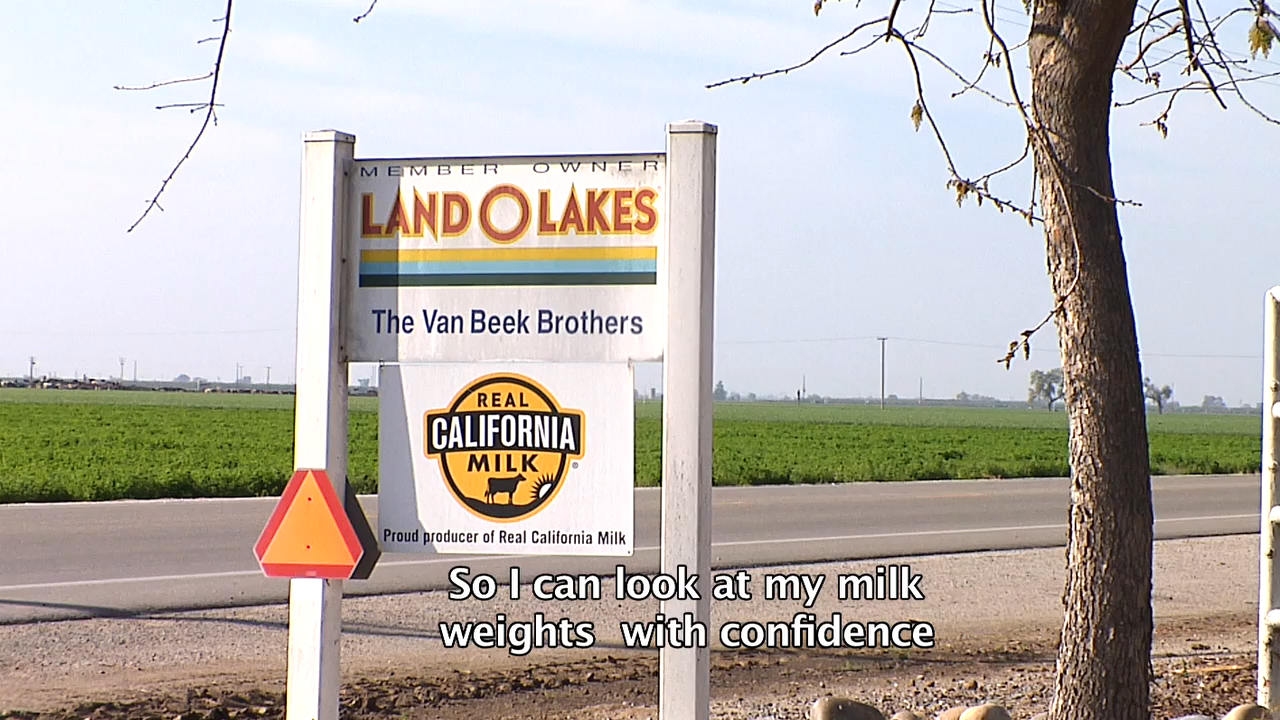 MEMBER OWNER
LAND O LAKES
The Van Beek Brothers
REAL
CALIFORNIA
MILK
®
Proud producer of Real California Milk
So I can look at my milk
weights with confidence